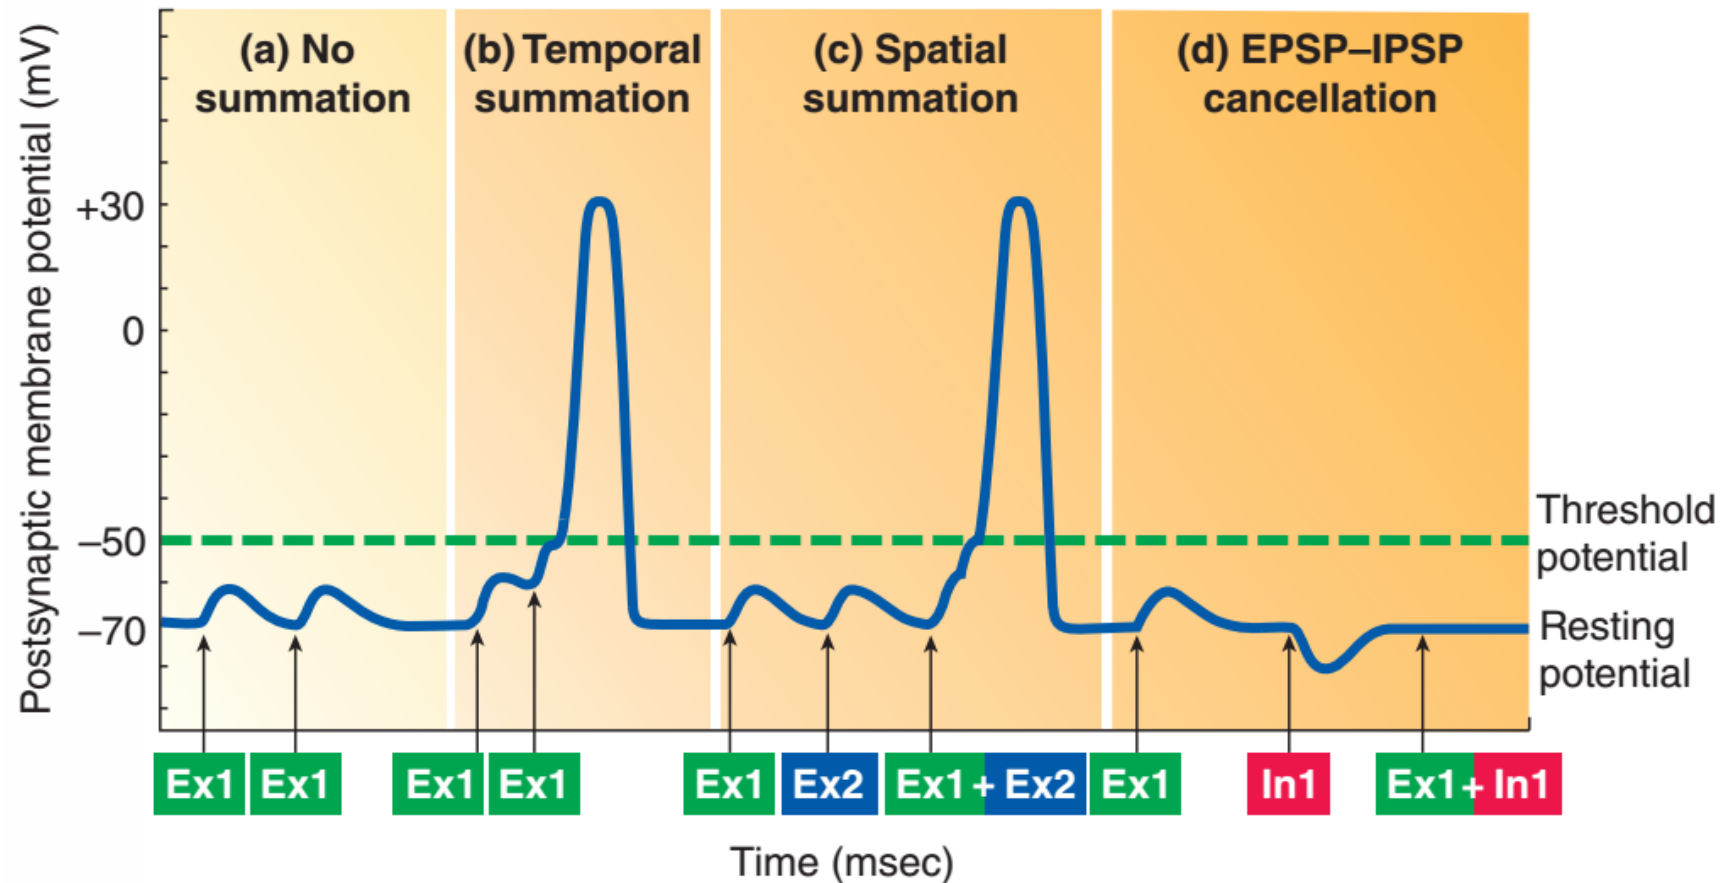 (a) No
summation
(b) Temporal
summation
(c) Spatial
summation
(d) EPSP–IPSP
cancellation
Postsynaptic membrane potential (mV)
+30
0
–50
–70
Threshold
potential
Resting
potential
Ex1
Ex1
Ex1
Ex1
Ex1
Ex2
Ex1 + Ex2
Ex1
In1
Ex1 + In1
Time (msec)